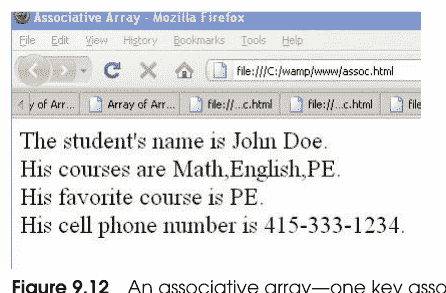 Associative Array - Mozilla Firefox
File Edit View History Bookmarks Tools Help
file:///C:/wamp/www/assoc.html
y of Arr... Array of Arr... file://...c.html file://...c.html file
The student's name is John Doe.
His courses are Math,English,PE.
His favorite course is PE.
His cell phone number is 415-333-1234.
Figure 9.12 An associative array—one key asso